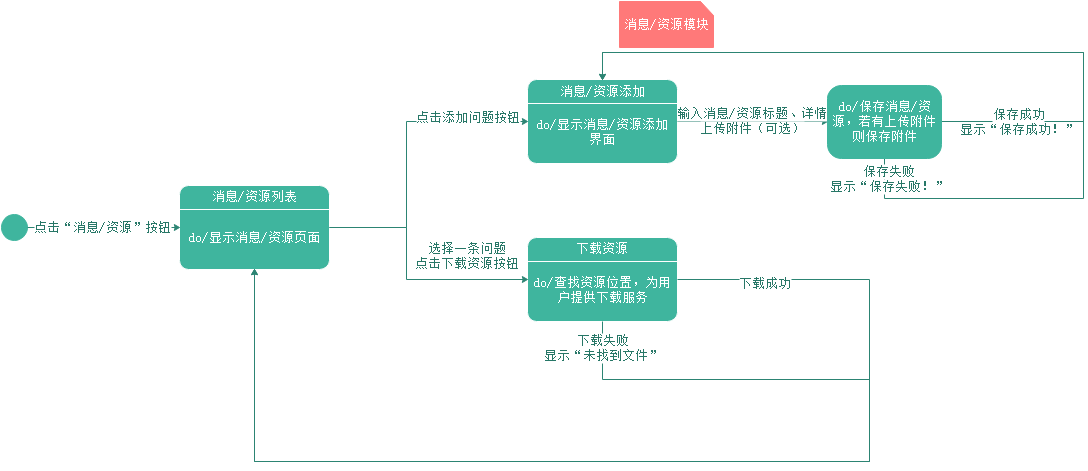 消息/资源模块
点击“消息/资源”按钮
消息/资源列表
do/显示消息/资源页面
点击添加问题按钮
消息/资源添加
do/显示消息/资源添加
界面
输入消息/资源标题、详情
上传附件（可选）
do/保存消息/资
源，若有上传附件
则保存附件
保存成功
显示“保存成功！”
保存失败
显示“保存失败！”
选择一条问题
点击下载资源按钮
下载资源
do/查找资源位置，为用
户提供下载服务
下载成功
下载失败
显示“未找到文件”